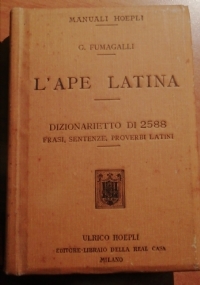 MANUALI HOEPLI
G. FUMAGALLI
L'APE LATINA
DIZIONARIETTO DI 2588
FRASI, SENTENZE, PROVERBI LATINI
ULRICO HOEPLI
EDITORE-LIBRAIO DELLA REAL CASA
MILANO